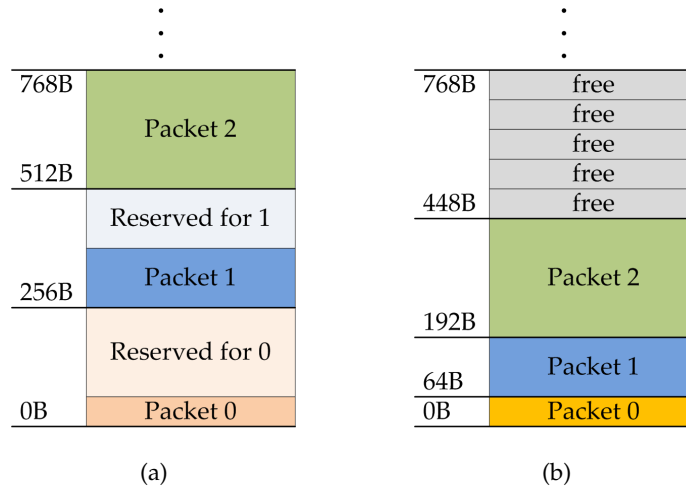 768B
Packet 2
512B
Reserved for 1
Packet 1
256B
Reserved for 0
0B
Packet 0
(a)
768B
free
free
free
free
free
448B
Packet 2
192B
Packet 1
64B
0B
Packet 0
(b)